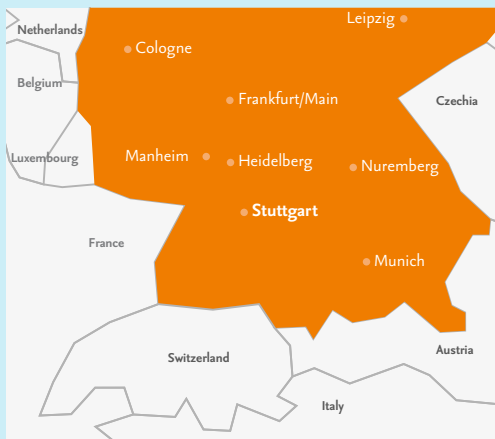 Leipzig
Netherlands
Cologne
Belgium
Frankfurt/Main
Czechia
Manheim
Luxembourg
Heidelberg
Nuremberg
Stuttgart
France
Munich
Austria
Switzerland
Italy